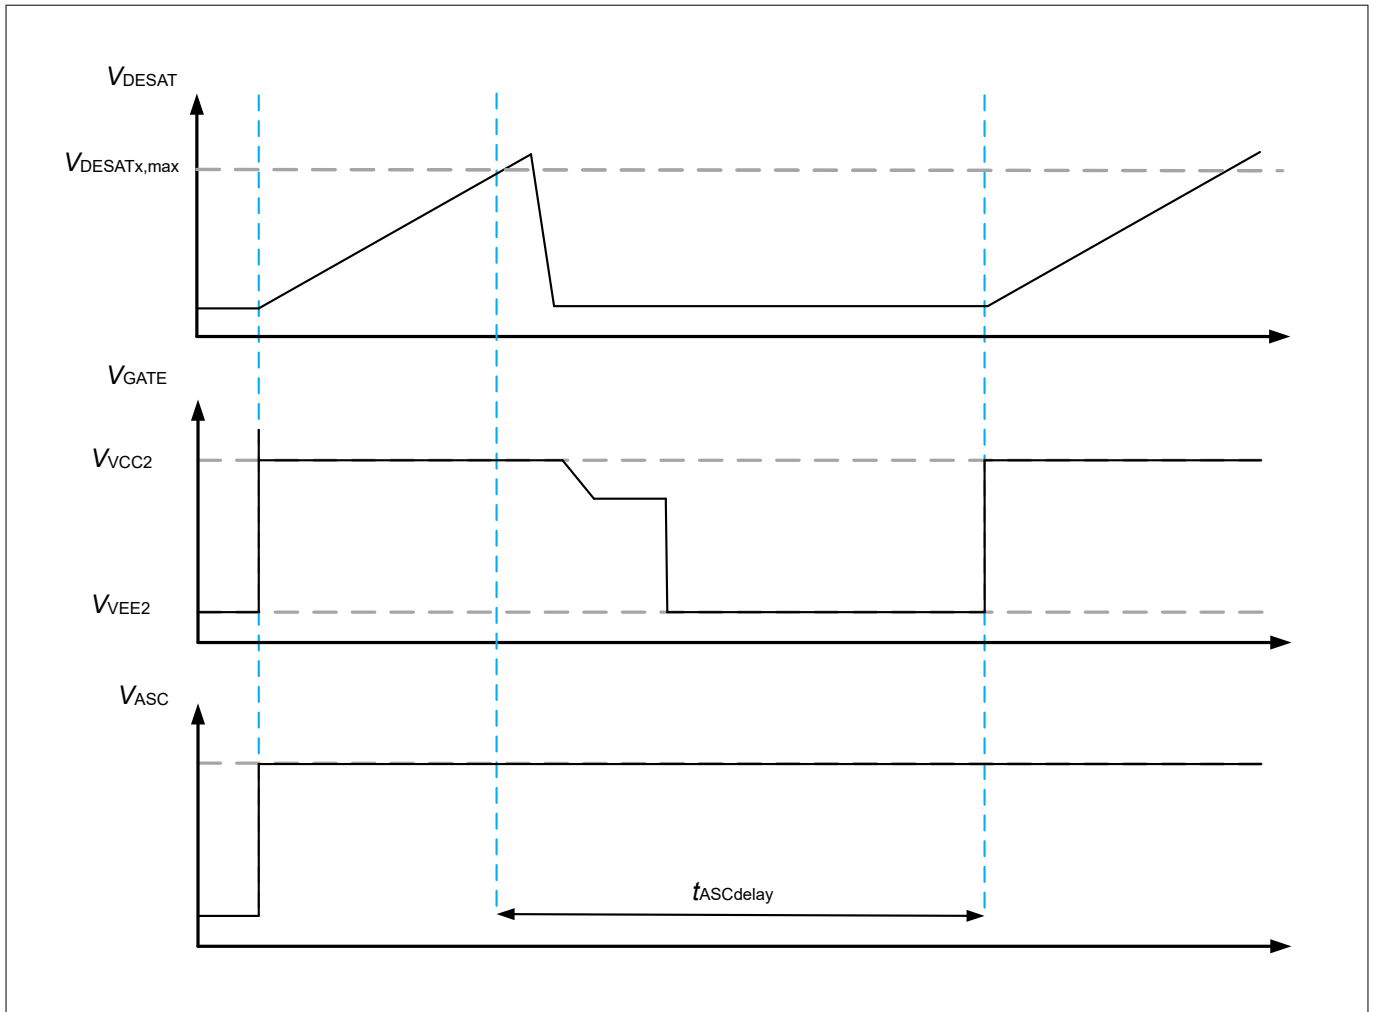 VDESAT
VDESATx,max
VGATE
VVCC2
VVEE2
VASC
tASCdelay